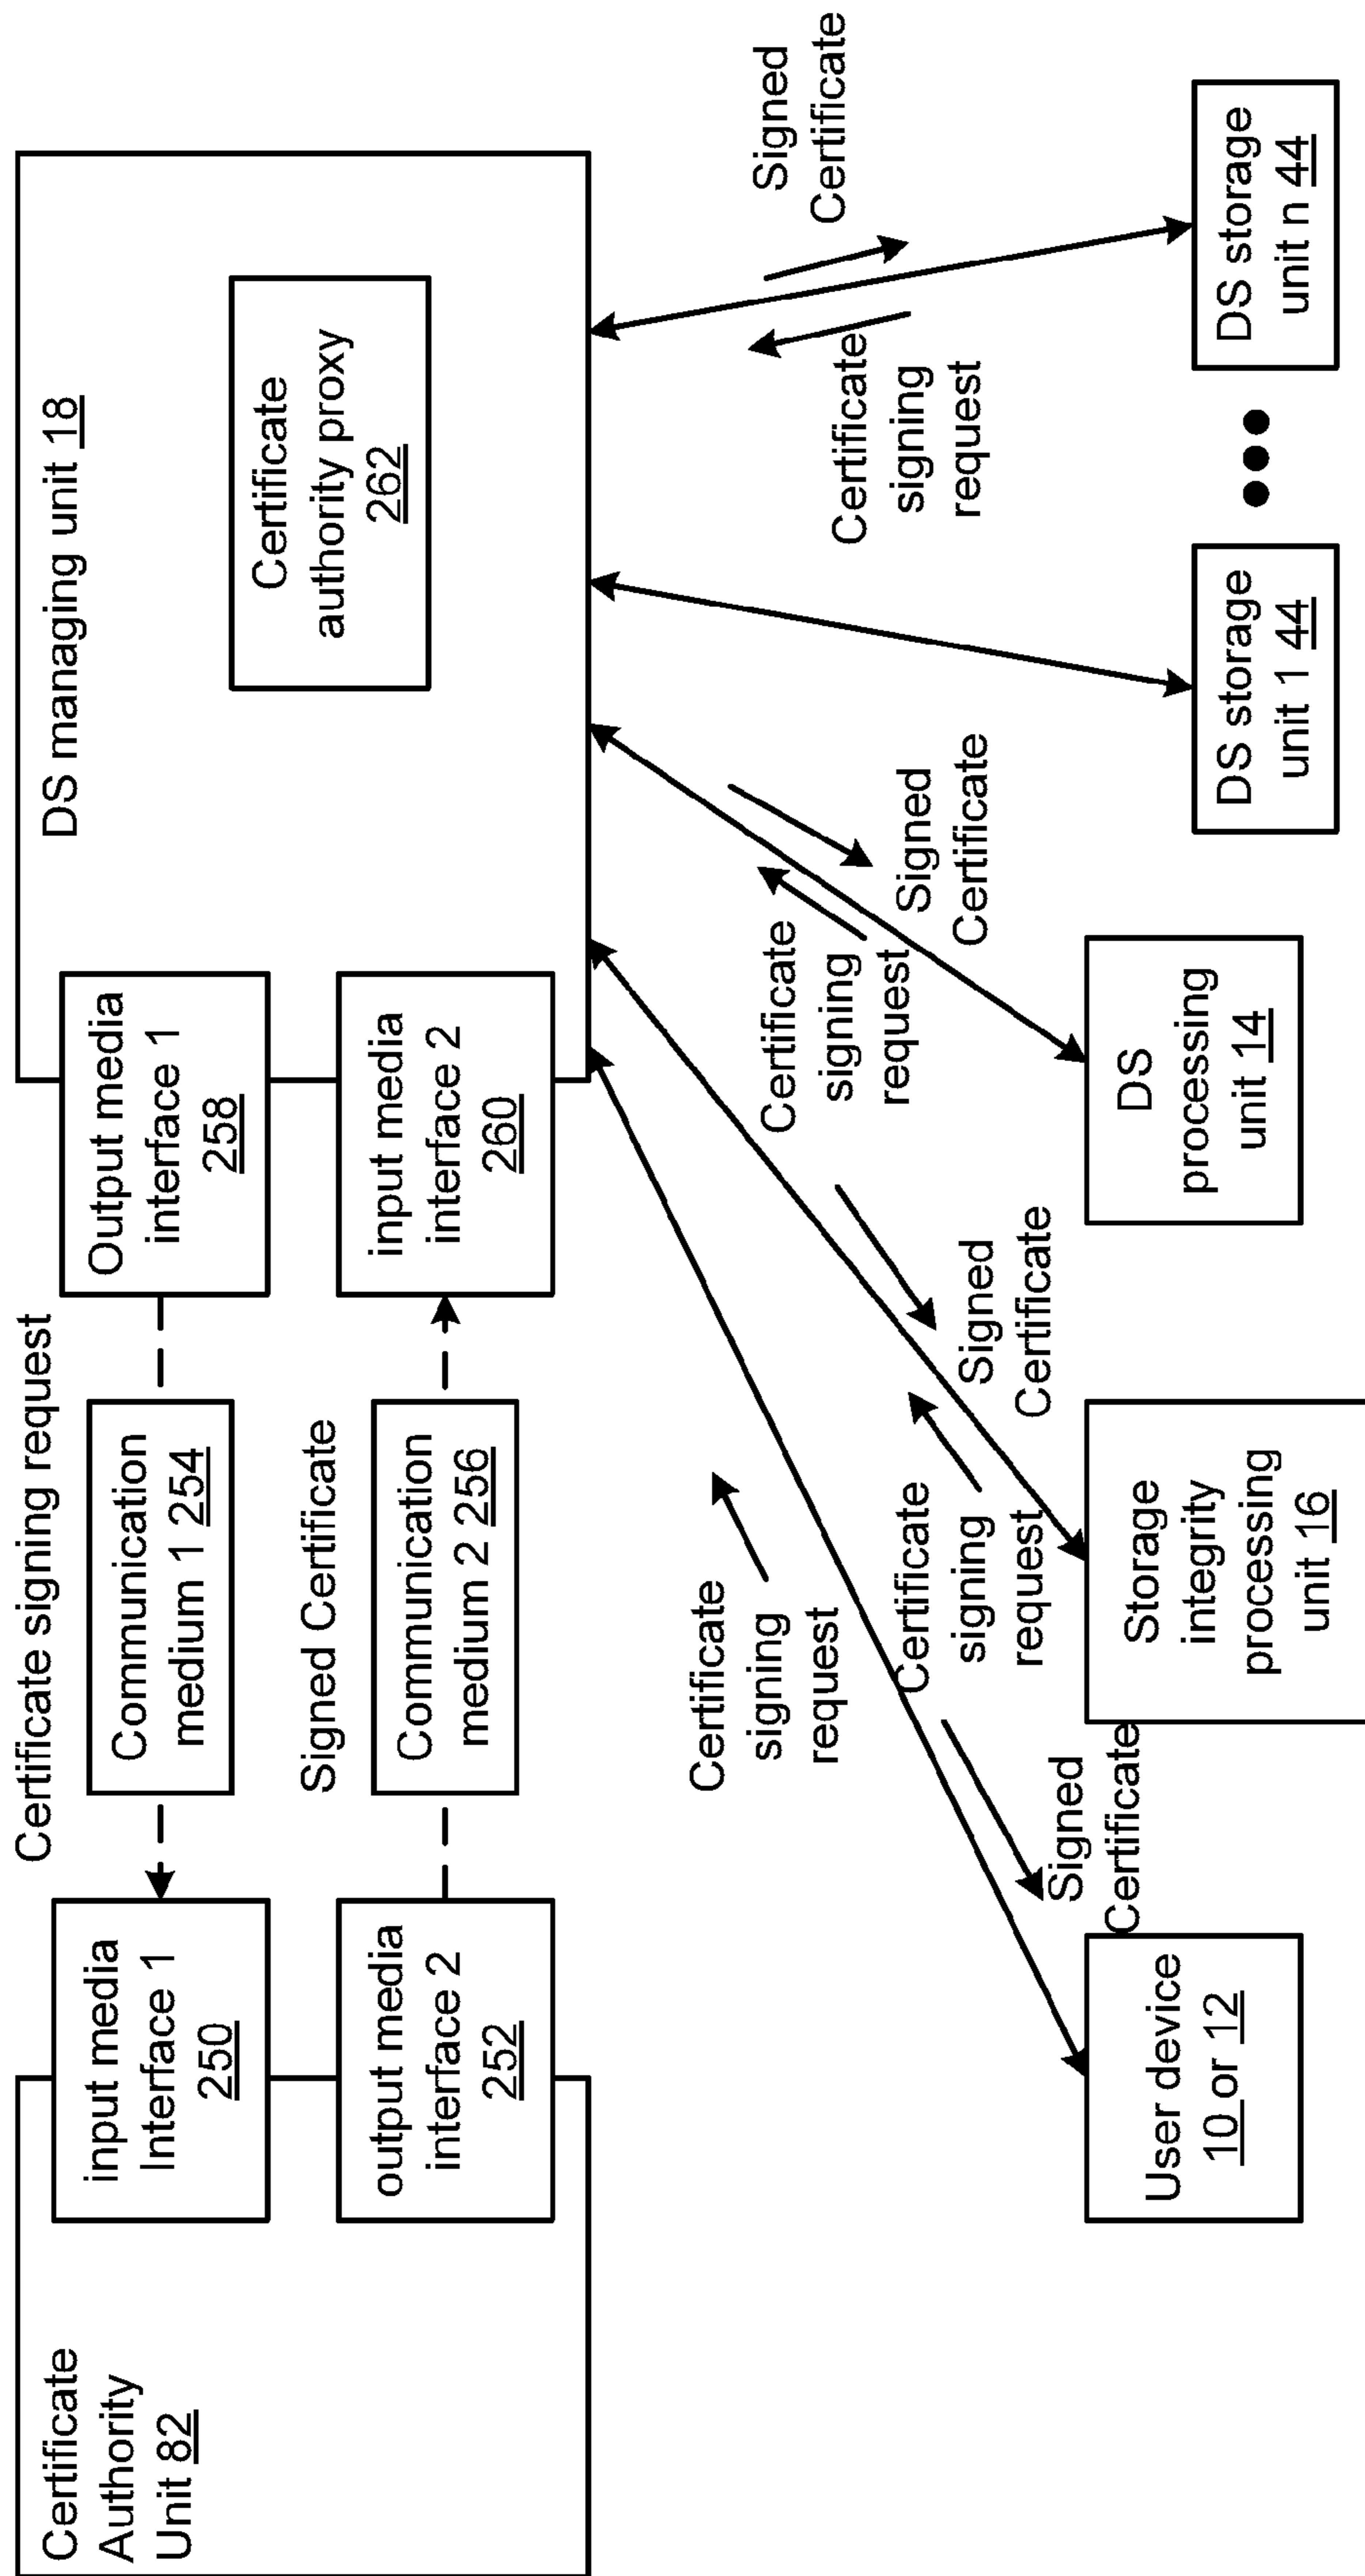 Certificate
Authority
Unit 82
input media
Interface 1
250
output media
interface 2
252
Certificate signing request
Communication
medium 1 254
Signed Certificate
Communication
medium 2 256
Output media
interface 1
258
input media
interface 2
260
DS managing unit 18
Certificate
authority proxy
262
Certificate
signing
request
Signed
Certificate
Certificate
signing
request
Signed
Certificate
Certificate
signing
request
Signed
Certificate
Certificate
signing
request
Signed
Certificate
User device
10 or 12
Storage
integrity
processing
unit 16
DS
processing
unit 14
DS storage
unit 1 44
DS storage
unit n 44